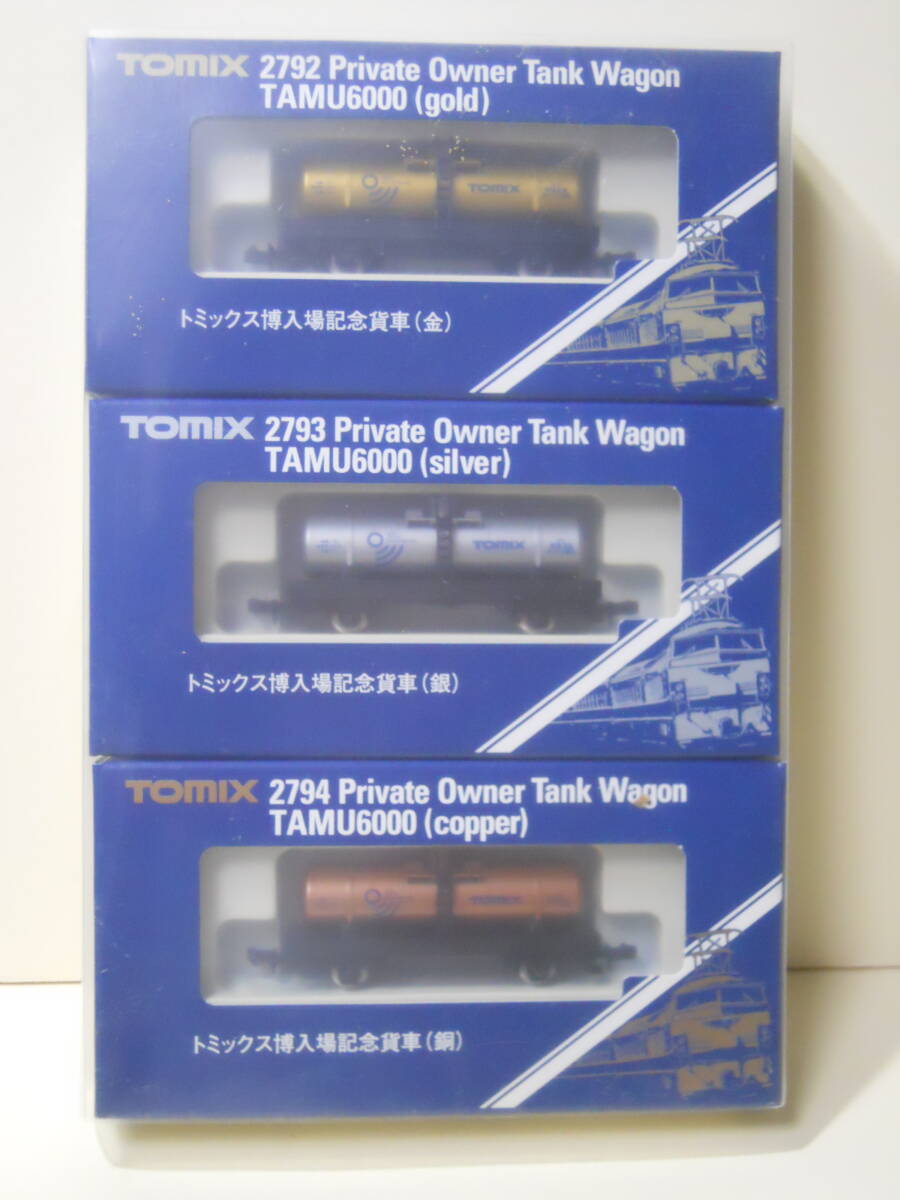 TOMIX 2792 Private Owner Tank Wagon
TAMU6000 (gold)
TOMIX
トミックス博入場記念貨車(金)
TOMIX 2793 Private Owner Tank Wagon
TAMU6000 (silver)
TOMIX
トミックス博入場記念貨車(銀)
TOMIX 2794 Private Owner Tank Wagon
TAMU6000 (copper)
TOMIX
トミックス博入場記念貨車(銅)